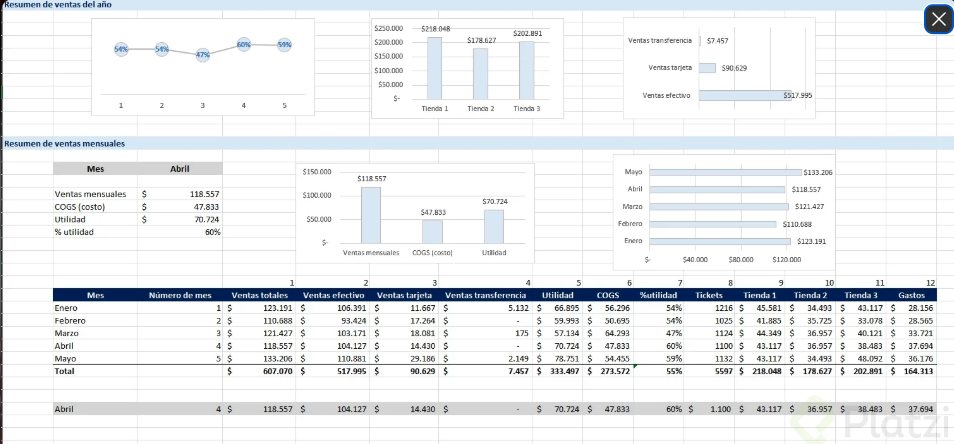 Resumen de ventas del año
54%
54%
47%
60%
59%
1 2 3 4 5
$250.000
$200.000
$150.000
$100.000
$50.000
$-
$218.048
$178.627
$202.891
Tienda 1 Tienda 2 Tienda 3
Ventas transferencia $7.457
Ventas tarjeta $90.629
Ventas efectivo $517.995
Resumen de ventas mensuales
Mes Abril
Ventas mensuales $ 118.557
COGS (costo) $ 47.833
Utilidad $ 70.724
% utilidad 60%
$150.000
$100.000
$50.000
$-
$118.557
$47.833
$70.724
Ventas mensuales COGS (costo) Utilidad
Mayo $133.206
Abril $118.557
Marzo $121.427
Febrero $110.688
Enero $123.191
$- $40.000 $80.000 $120.000
1 2 3 4 5 6 7 8 9 10 11 12
Mes Número de mes Ventas totales Ventas efectivo Ventas tarjeta Ventas transferencia Utilidad COGS %utilidad Tickets Tienda 1 Tienda 2 Tienda 3 Gastos
Enero 1 $ 123.191 $ 106.391 $ 11.667 $ 5.132 $ 66.895 $ 56.296 54% 1216 $ 45.581 $ 34.493 $ 43.117 $ 28.156
Febrero 2 $ 110.688 $ 93.424 $ 17.264 $ - $ 59.993 $ 50.695 54% 1025 $ 41.885 $ 35.725 $ 33.078 $ 28.565
Marzo 3 $ 121.427 $ 103.171 $ 18.081 $ 175 $ 57.134 $ 64.293 47% 1124 $ 44.349 $ 36.957 $ 40.121 $ 33.721
Abril 4 $ 118.557 $ 104.127 $ 14.430 $ - $ 70.724 $ 47.833 60% 1100 $ 43.117 $ 36.957 $ 38.483 $ 37.694
Mayo 5 $ 133.206 $ 110.881 $ 29.186 $ 2.149 $ 78.751 $ 54.455 59% 1132 $ 43.117 $ 34.493 $ 48.092 $ 36.176
Total $ 607.070 $ 517.995 $ 90.629 $ 7.457 $ 333.497 $ 273.572 55% 5597 $ 218.048 $ 178.627 $ 202.891 $ 164.313
Abril 4 $ 118.557 $ 104.127 $ 14.430 $ - $ 70.724 $ 47.833 60% $ 1.100 $ 43.117 $ 36.957 $ 38.483 $ 37.694
Platzi